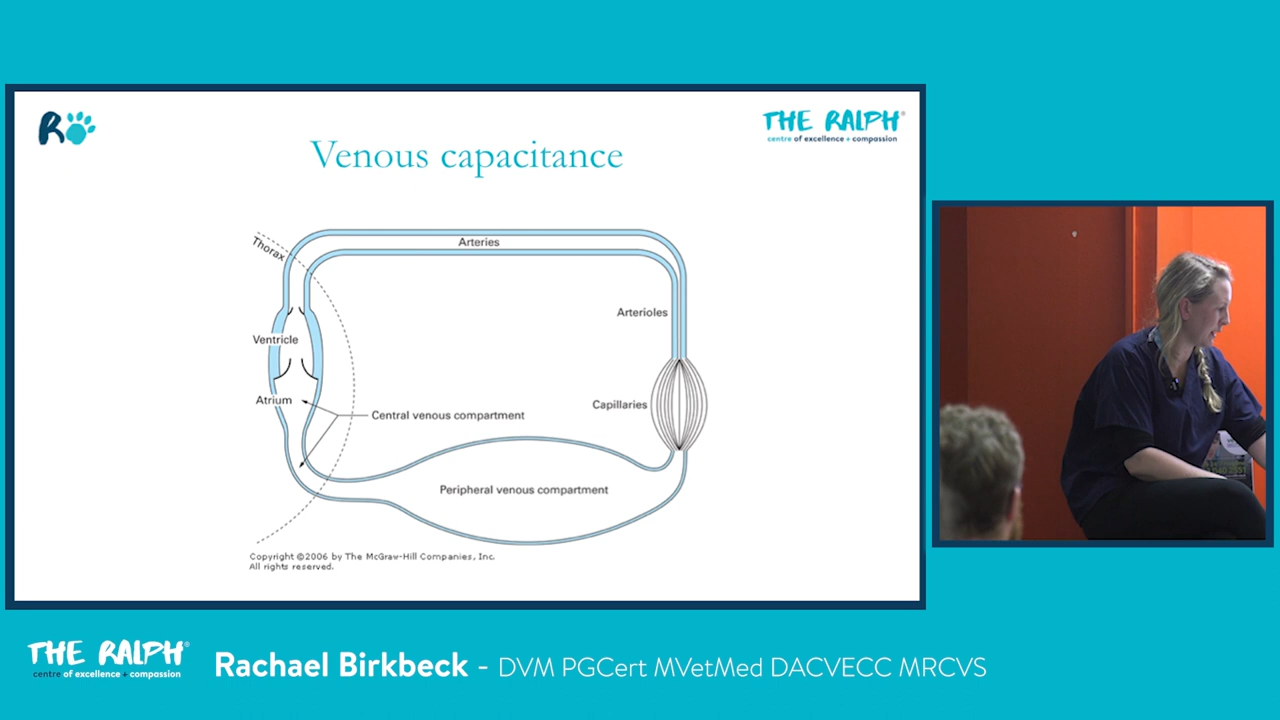 THE RALPH®
centre of excellence + compassion
Venous capacitance
Thorax
Arteries
Arterioles
Ventricle
Atrium
Central venous compartment
Capillaries
Peripheral venous compartment
Copyright ©2006 by The McGraw-Hill Companies, Inc.
All rights reserved.
THE RALPH®
centre of excellence + compassion
Rachael Birkbeck - DVM PGCert MVetMed DACVECC MRCVS